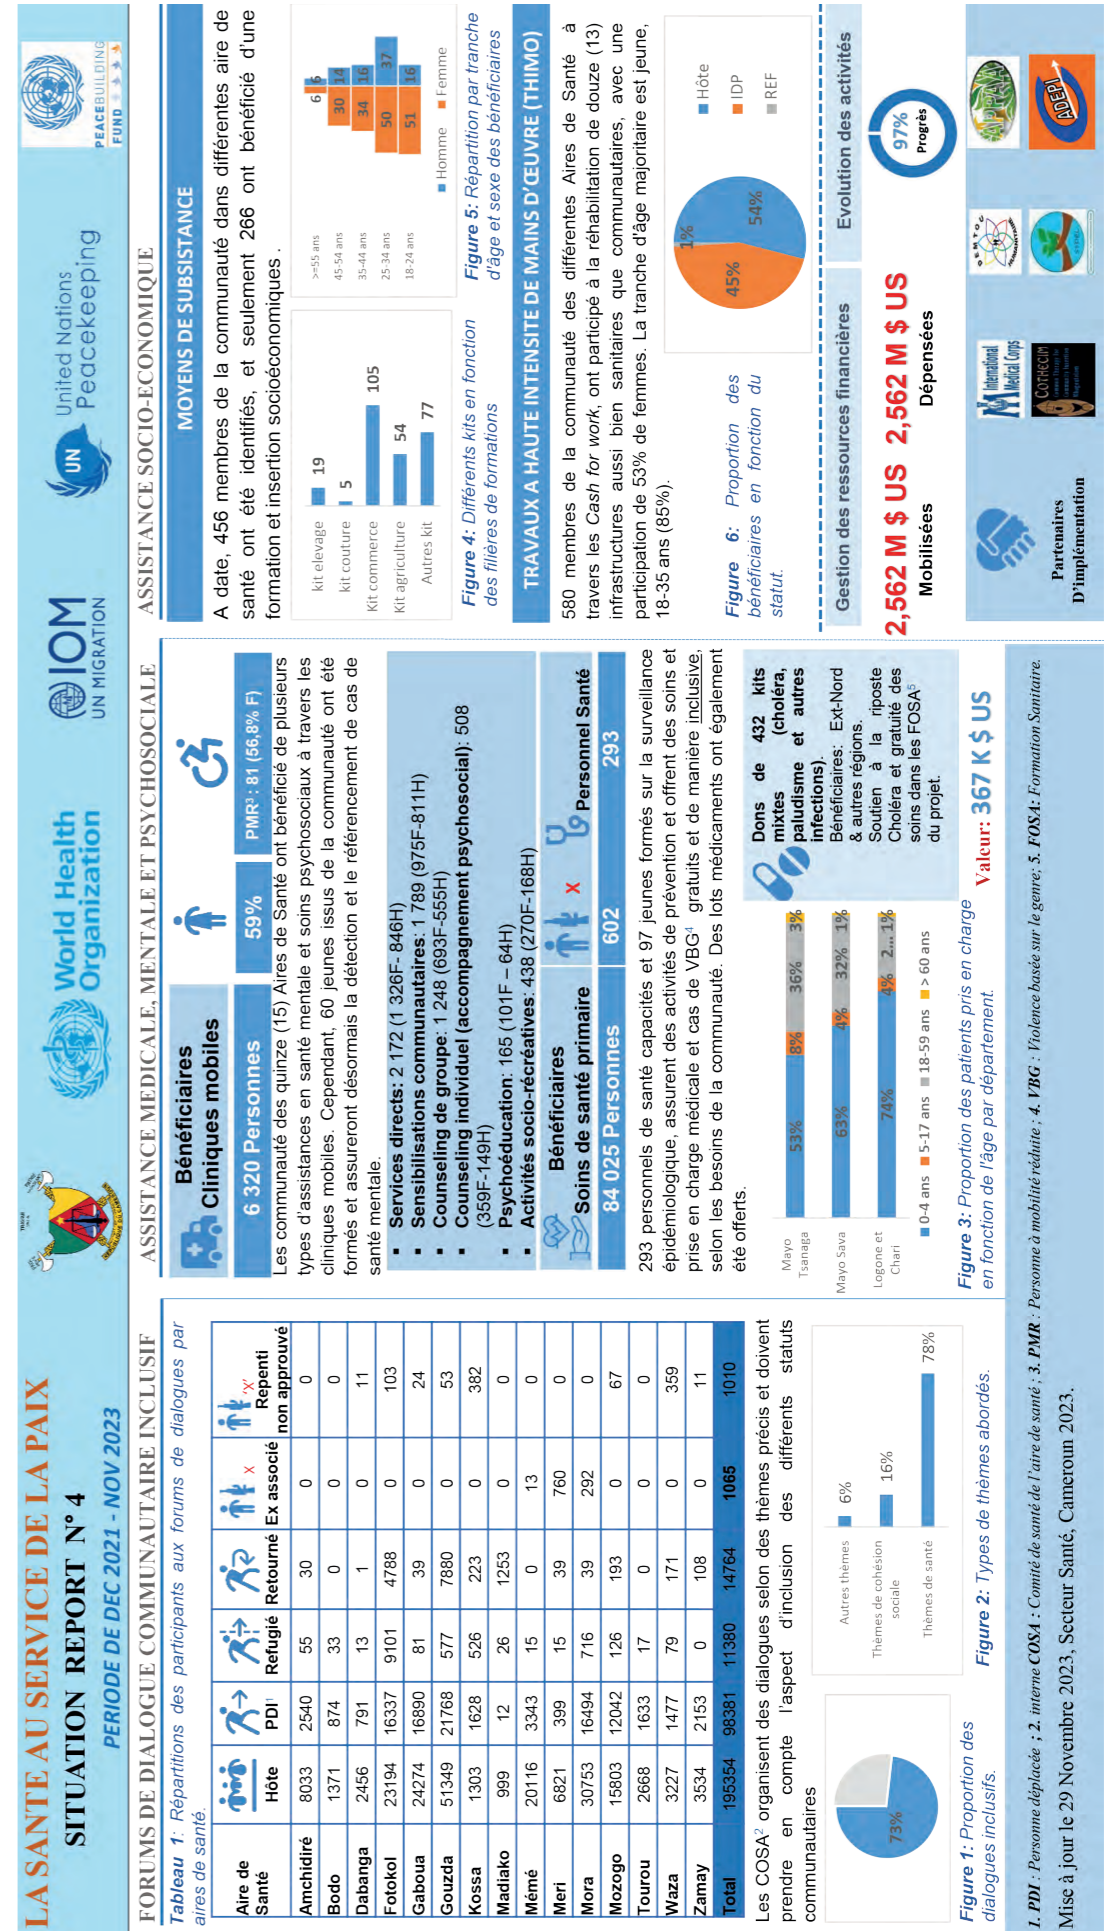 LA SANTE AU SERVICE DE LA PAIX
SITUATION REPORT N° 4
PERIODE DE DEC 2021 - NOV 2023
World Health
Organization
IOM
UN MIGRATION
UN
United Nations
Peacekeeping
PEACEBUILDING
FUND
FORUMS DE DIALOGUE COMMUNAUTAIRE INCLUSIF
Tableau 1: Répartitions des participants aux forums de dialogues par
aires de santé.
Aire de Santé | Hôte | PDI1 | Refugié | Retourné | X Ex associé | 'X' Repenti non approuvé
Amchidiré 8033 2540 55 30 0 0
Bodo 1371 874 33 0 0 0
Dabanga 2456 791 13 1 0 11
Fotokol 23194 16337 9101 4788 0 103
Gaboua 24274 16890 81 39 0 24
Gouzda 51349 21768 577 7880 0 53
Kossa 1303 1628 526 223 0 382
Madiako 999 12 26 1253 0 0
Mémé 20116 3343 15 0 13 0
Meri 6821 399 15 39 760 0
Mora 30753 16494 716 39 292 0
Mozogo 15803 12042 126 193 0 67
Tourou 2668 1633 17 0 0 0
Waza 3227 1477 79 171 0 359
Zamay 3534 2153 0 108 0 11
Total 195354 98381 11380 14764 1065 1010
Les COSA2 organisent des dialogues selon des thèmes précis et doivent
prendre en compte l'aspect d'inclusion des différents statuts
communautaires
73%
Figure 1: Proportion des
dialogues inclusifs.
Autres thèmes 6%
Thèmes de cohésion
sociale 16%
Thèmes de santé 78%
Figure 2: Types de thèmes abordés.
ASSISTANCE MEDICALE, MENTALE ET PSYCHOSOCIALE
Bénéficiaires
Cliniques mobiles
6 320 Personnes
59%
PMR3 : 81 (56,8% F)
Les communauté des quinze (15) Aires de Santé ont bénéficié de plusieurs
types d'assistances en santé mentale et soins psychosociaux à travers les
cliniques mobiles. Cependant, 60 jeunes issus de la communauté ont été
formés et assureront désormais la détection et le référencement de cas de
santé mentale.
▪ Services directs: 2 172 (1 326F- 846H)
▪ Sensibilisations communautaires: 1 789 (975F-811H)
▪ Counseling de groupe: 1 248 (693F-555H)
▪ Counseling individuel (accompagnement psychosocial): 508
(359F-149H)
▪ Psychoéducation: 165 (101F – 64H)
▪ Activités socio-récréatives: 438 (270F-168H)
Bénéficiaires
Soins de santé primaire
X
Personnel Santé
84 025 Personnes
602
293
293 personnels de santé capacités et 97 jeunes formés sur la surveillance
épidémiologique, assurent des activités de prévention et offrent des soins et
prise en charge médicale et cas de VBG4 gratuits et de manière inclusive,
selon les besoins de la communauté. Des lots médicaments ont également
été offerts.
Mayo
Tsanaga 53% 8% 36% 3%
Mayo Sava 63% 4% 32% 1%
Logone et
Chari 74% 4% 2... 1%
0-4 ans 5-17 ans 18-59 ans > 60 ans
Figure 3: Proportion des patients pris en charge
en fonction de l'âge par département.
Dons de 432 kits
mixtes (choléra,
paludisme et autres
infections).
Bénéficiaires: Ext-Nord
& autres régions.
Soutien à la riposte
Choléra et gratuité des
soins dans les FOSA5
du projet.
Valeur: 367 K $ US
ASSISTANCE SOCIO-ECONOMIQUE
MOYENS DE SUBSISTANCE
A date, 456 membres de la communauté dans différentes aire de
santé ont été identifiés, et seulement 266 ont bénéficié d'une
formation et insertion socioéconomiques .
kit elevage 19
kit couture 5
Kit commerce 105
Kit agriculture 54
Autres kit 77
Figure 4: Différents kits en fonction
des filières de formations
>=55 ans 6 6
45-54 ans 30 14
35-44 ans 34 16
25-34 ans 50 37
18-24 ans 51 16
Homme Femme
Figure 5: Répartition par tranche
d'âge et sexe des bénéficiaires
TRAVAUX A HAUTE INTENSITE DE MAINS D'ŒUVRE (THIMO)
580 membres de la communauté des différentes Aires de Santé à
travers les Cash for work, ont participé à la réhabilitation de douze (13)
infrastructures aussi bien sanitaires que communautaires, avec une
participation de 53% de femmes. La tranche d'âge majoritaire est jeune,
18-35 ans (85%).
Figure 6: Proportion des
bénéficiaires en fonction du
statut.
1%
45%
54%
Hôte
IDP
REF
Gestion des ressources financières
Evolution des activités
2,562 M $ US
Mobilisées
2,562 M $ US
Dépensées
97%
Progrès
Partenaires
D'implémentation
International
Medical Corps
COTHECIM
DEMTOU
HUMANITAIRE
APPAA
ADEPI
1. PDI : Personne déplacée ; 2. interne COSA : Comité de santé de l'aire de santé ; 3. PMR : Personne à mobilité réduite ; 4. VBG : Violence basée sur le genre; 5. FOSA: Formation Sanitaire.
Mise à jour le 29 Novembre 2023, Secteur Santé, Cameroun 2023.